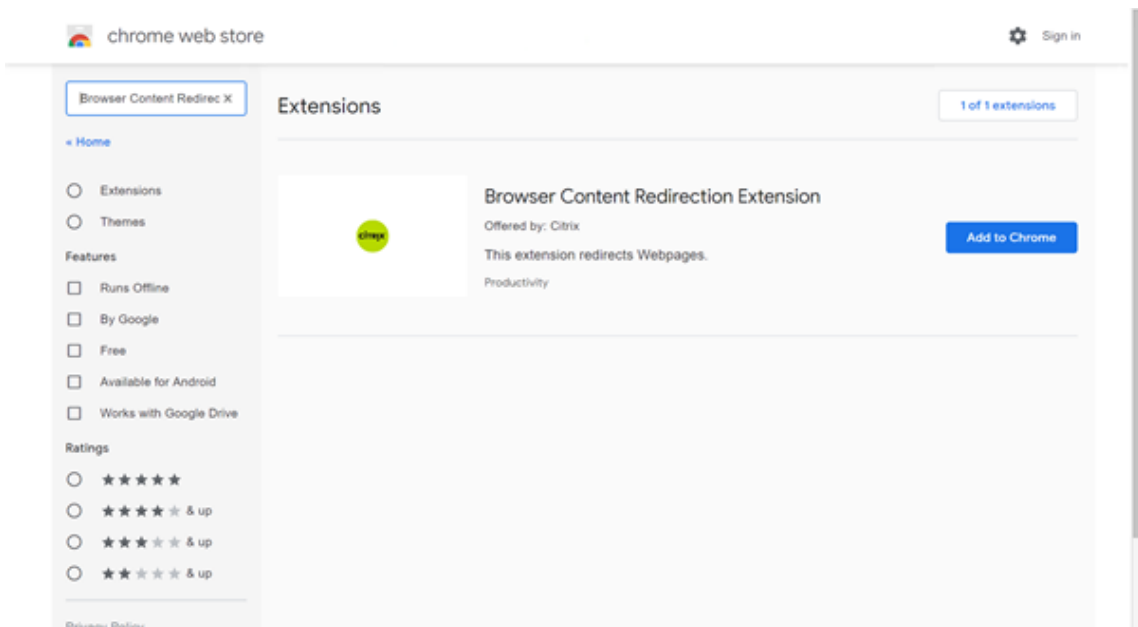 chrome web store
Sign in
Browser Content Redirec X
« Home
Extensions
Themes
Features
Runs Offline
By Google
Free
Available for Android
Works with Google Drive
Ratings
& up
& up
& up
Privacy Policy
Extensions
1 of 1 extensions
citrix
Browser Content Redirection Extension
Offered by: Citrix
This extension redirects Webpages.
Productivity
Add to Chrome